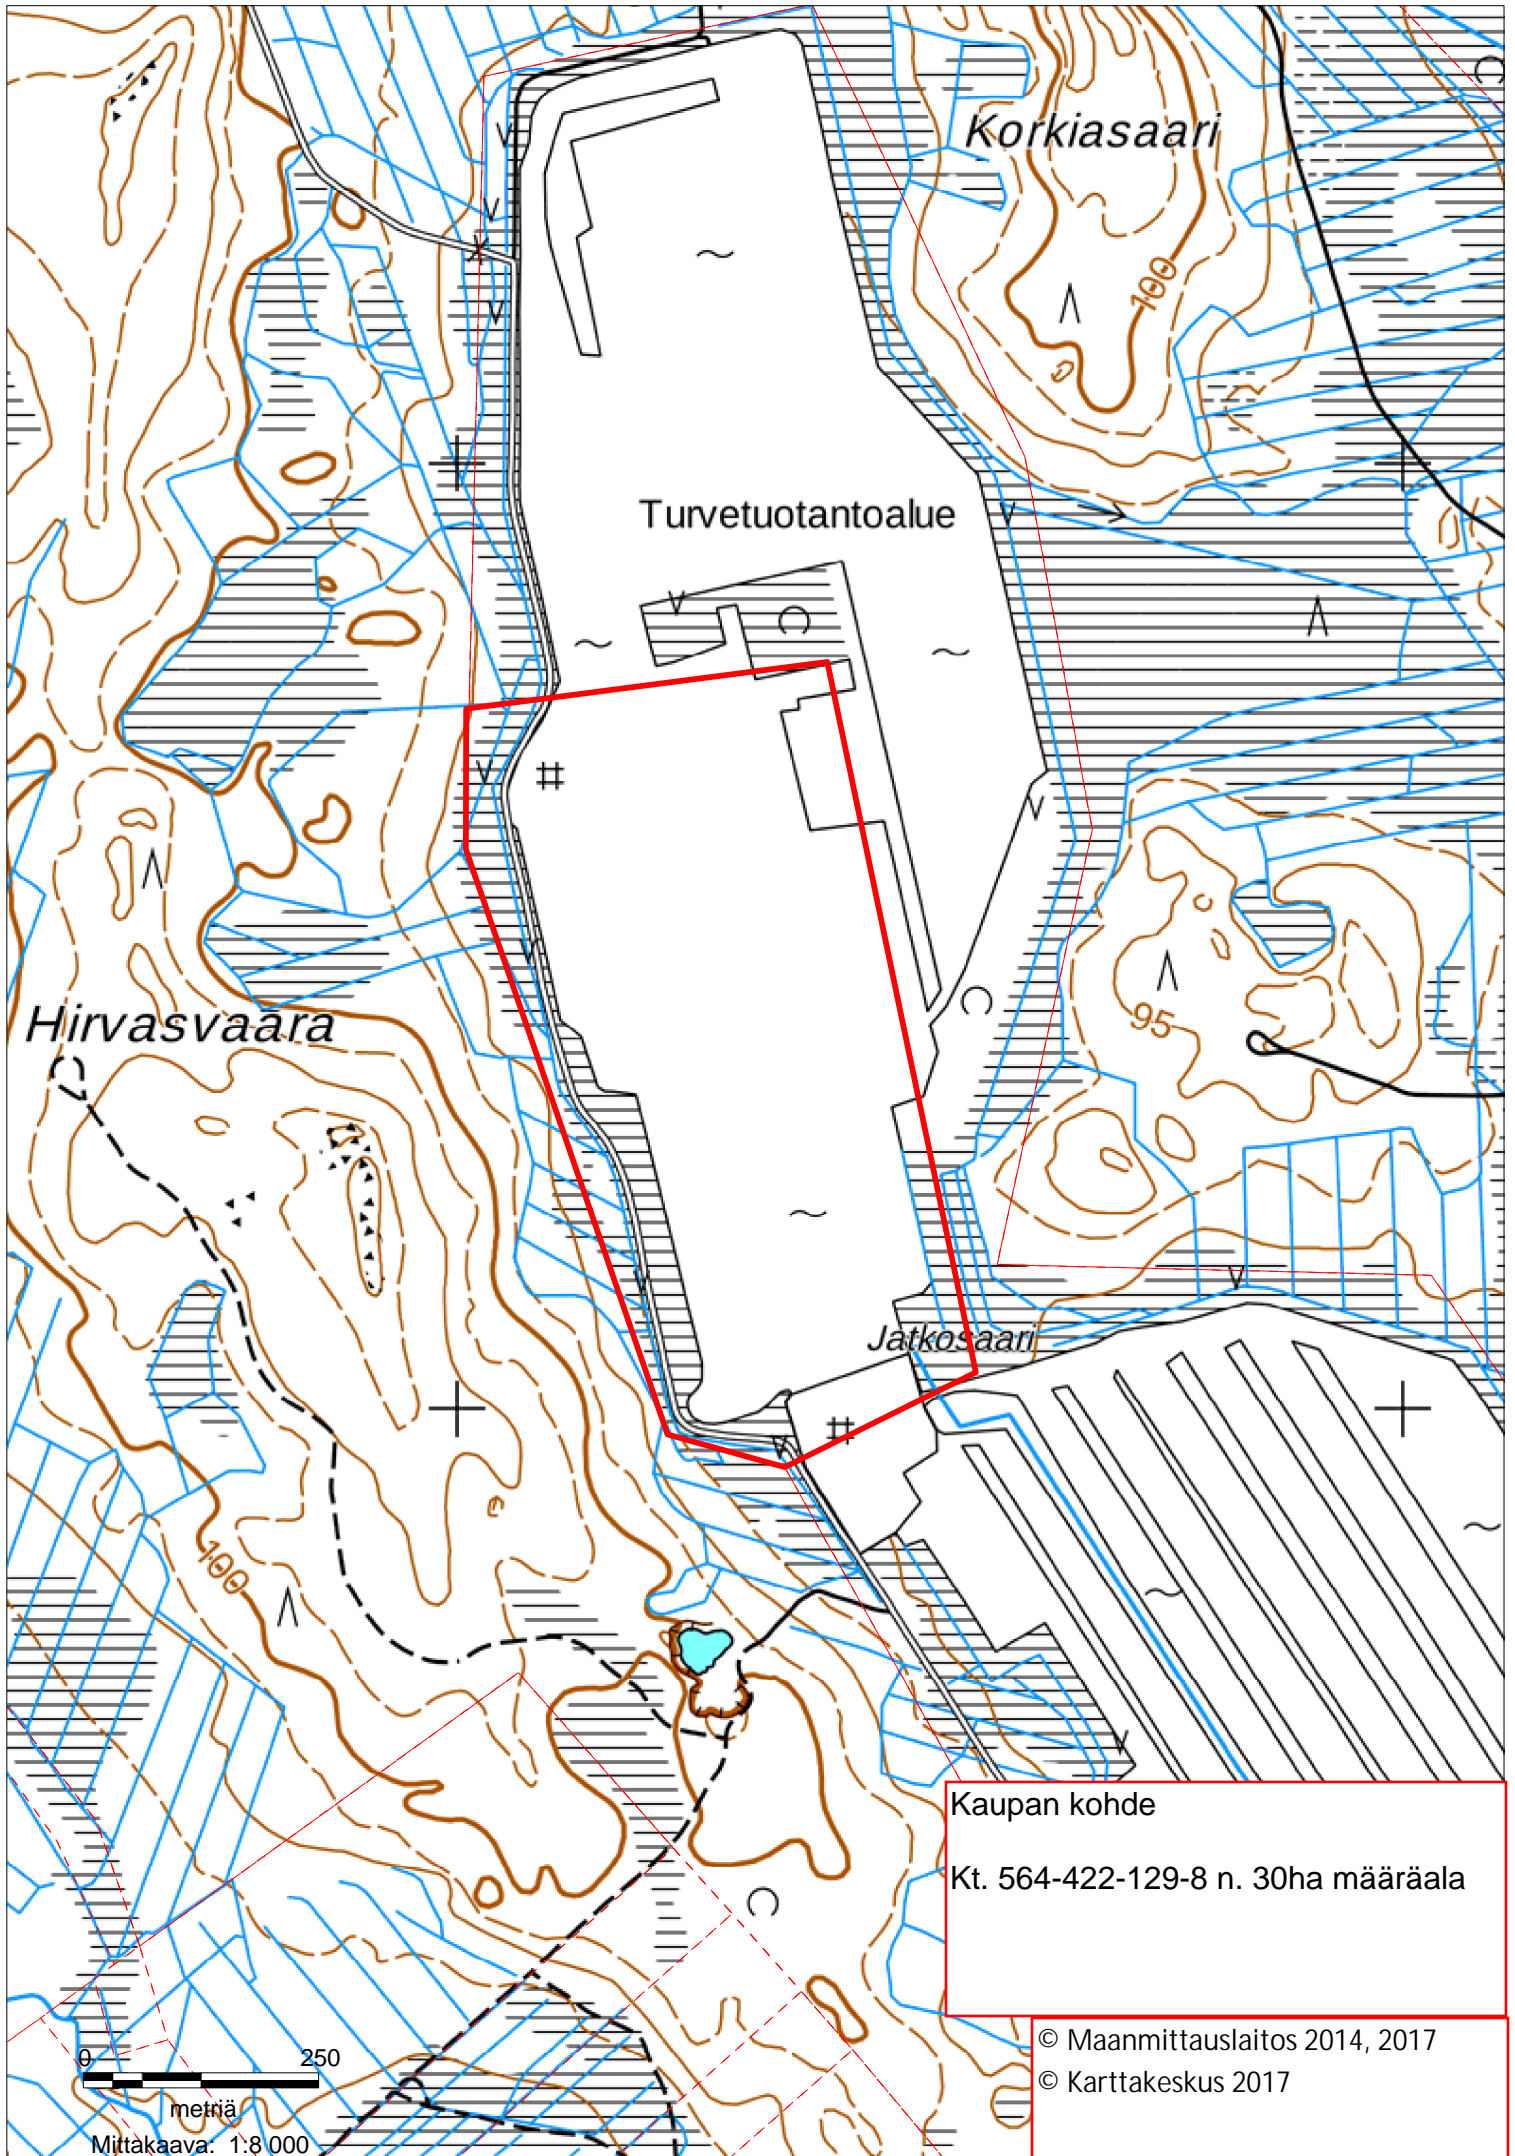 Korkiasaari
100
Turvetuotantoalue
Hirvasvaara
95
Jatkosaari
100
Kaupan kohde
Kt. 564-422-129-8 n. 30ha määräala
© Maanmittauslaitos 2014, 2017
© Karttakeskus 2017
0 250
metriä
Mittakaava: 1:8 000